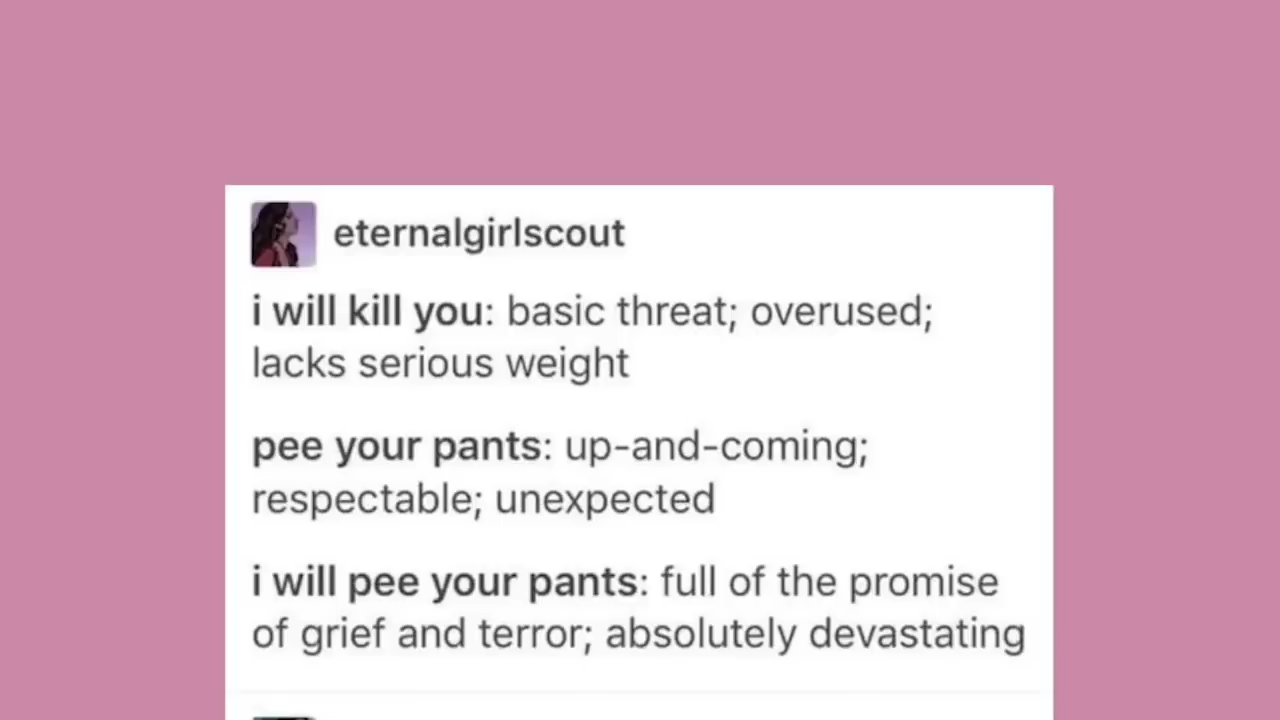 eternalgirlscout
i will kill you: basic threat; overused;
lacks serious weight
pee your pants: up-and-coming;
respectable; unexpected
i will pee your pants: full of the promise
of grief and terror; absolutely devastating